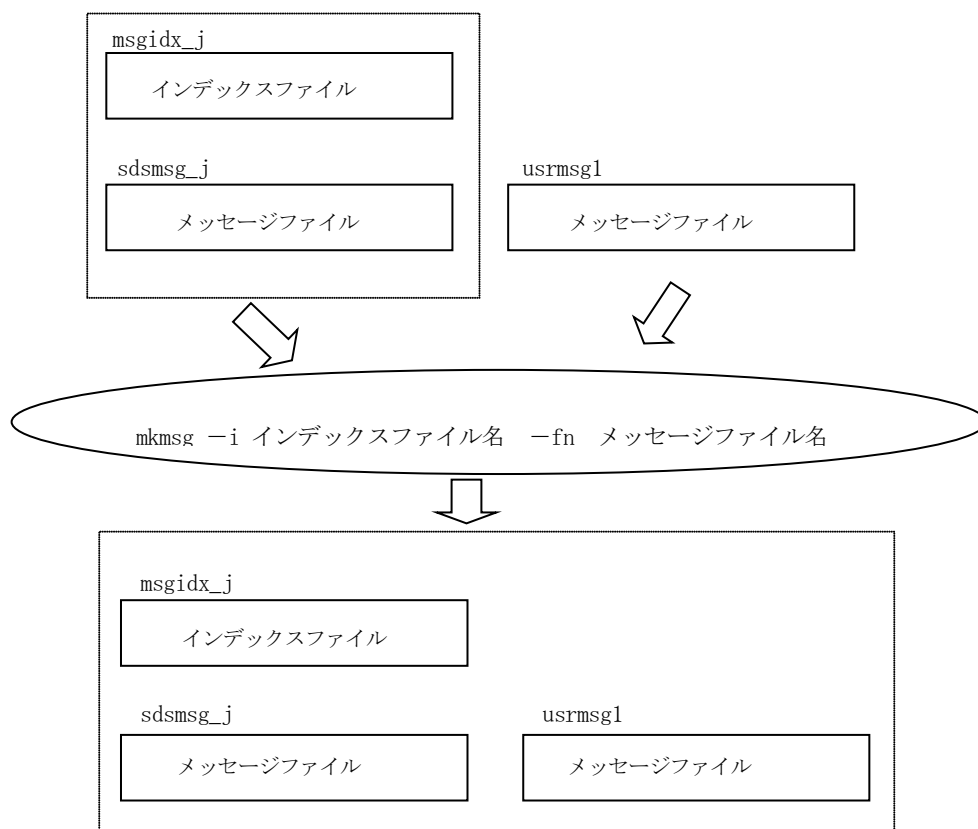 msgidx_j
インデックスファイル
sdsmsg_j
メッセージファイル
usrmsg1
メッセージファイル
mkmsg －i インデックスファイル名　－fn　メッセージファイル名
msgidx_j
インデックスファイル
sdsmsg_j
メッセージファイル
usrmsg1
メッセージファイル